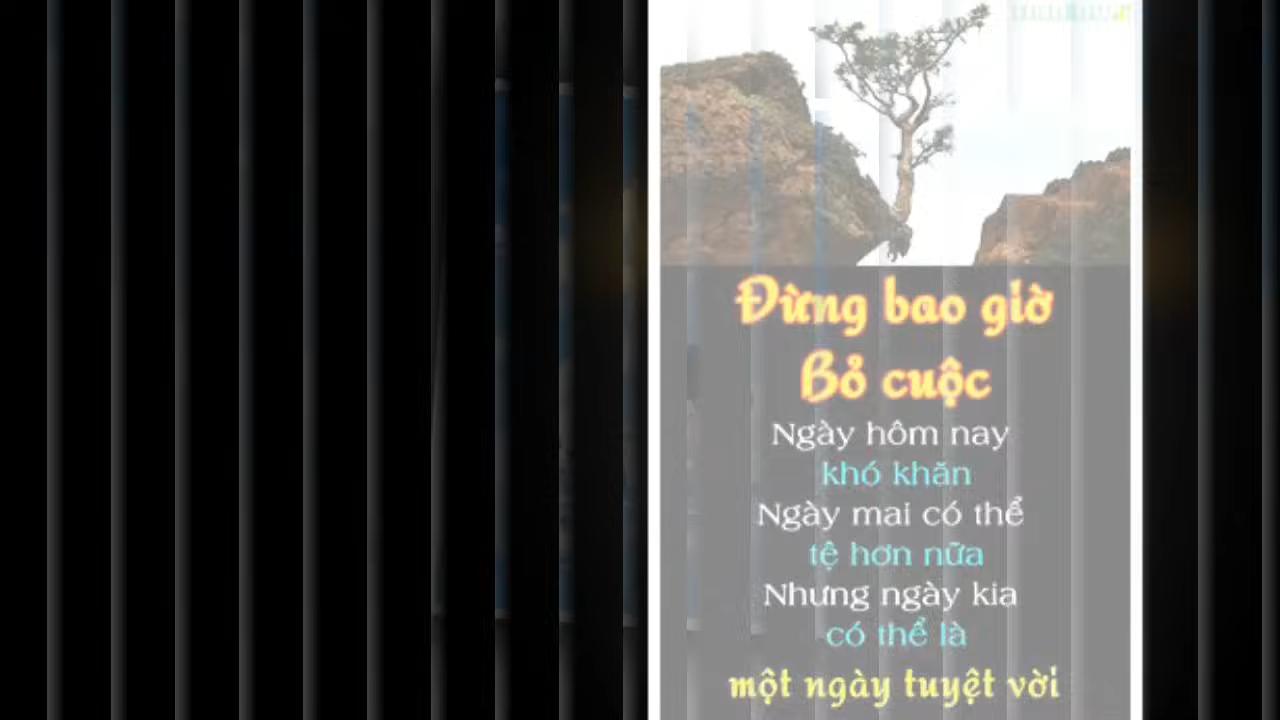 Đừng bao giờ
Bỏ cuộc
Ngày hôm nay
khó khăn
Ngày mai có thể
tệ hơn nữa
Nhưng ngày kia
có thể là
một ngày tuyệt vời